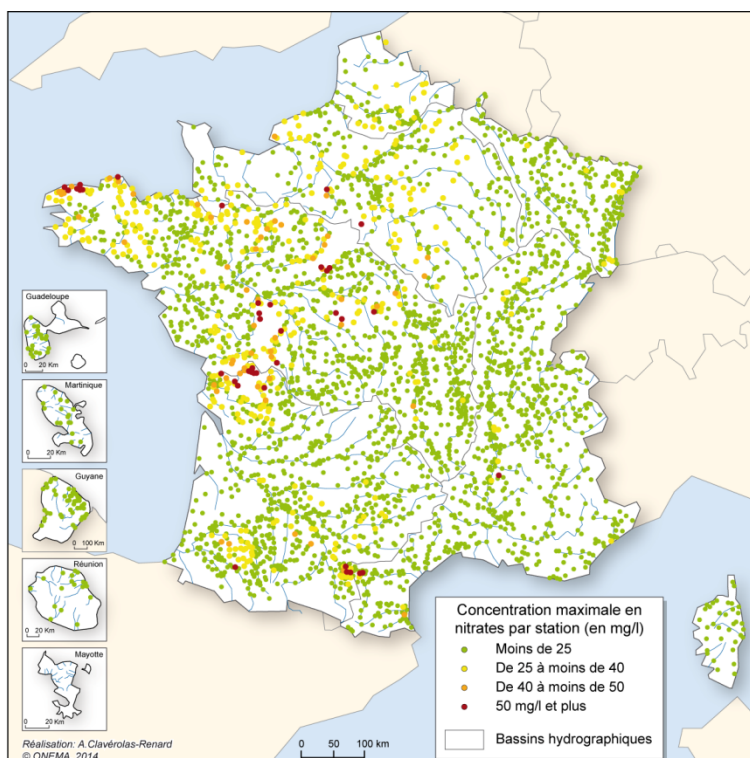 Guadeloupe
0 20 Km
Martinique
0 20 Km
Guyane
0 100 Km
Réunion
0 20 Km
Mayotte
0 20 Km
Concentration maximale en
nitrates par station (en mg/l)
Moins de 25
De 25 à moins de 40
De 40 à moins de 50
50 mg/l et plus
Bassins hydrographiques
Réalisation: A.Clavérolas-Renard
© ONEMA, 2014
0 50 100 km